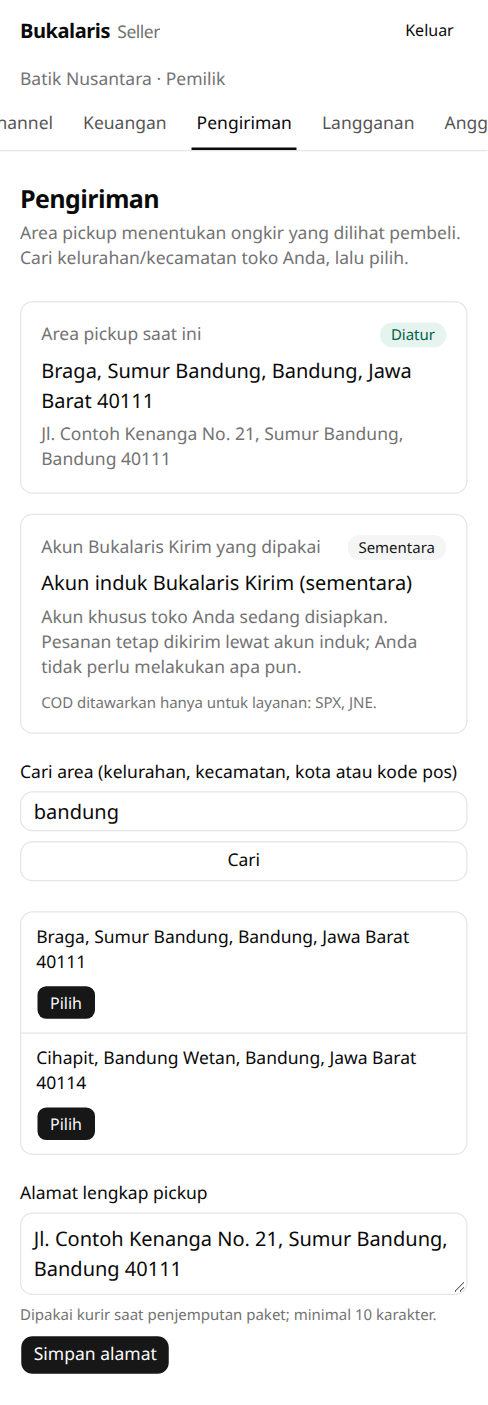 Bukalaris Seller
Keluar
Batik Nusantara · Pemilik
hannel Keuangan Pengiriman Langganan Angg
Pengiriman
Area pickup menentukan ongkir yang dilihat pembeli.
Cari kelurahan/kecamatan toko Anda, lalu pilih.
Area pickup saat ini
Diatur
Braga, Sumur Bandung, Bandung, Jawa
Barat 40111
Jl. Contoh Kenanga No. 21, Sumur Bandung,
Bandung 40111
Akun Bukalaris Kirim yang dipakai
Sementara
Akun induk Bukalaris Kirim (sementara)
Akun khusus toko Anda sedang disiapkan.
Pesanan tetap dikirim lewat akun induk; Anda
tidak perlu melakukan apa pun.
COD ditawarkan hanya untuk layanan: SPX, JNE.
Cari area (kelurahan, kecamatan, kota atau kode pos)
bandung
Cari
Braga, Sumur Bandung, Bandung, Jawa Barat
40111
Pilih
Cihapit, Bandung Wetan, Bandung, Jawa Barat
40114
Pilih
Alamat lengkap pickup
Jl. Contoh Kenanga No. 21, Sumur Bandung,
Bandung 40111
Dipakai kurir saat penjemputan paket; minimal 10 karakter.
Simpan alamat